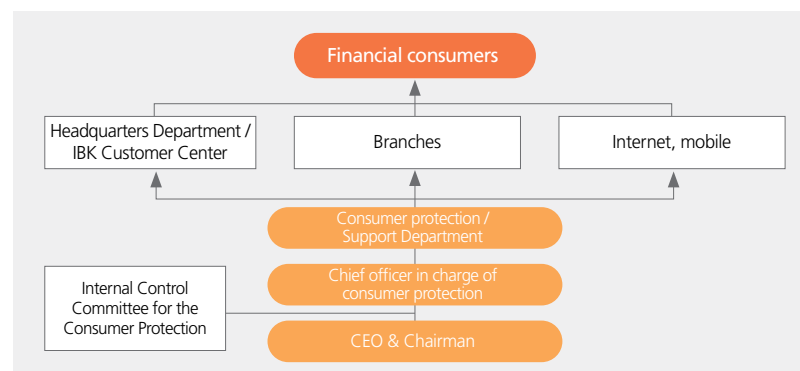 Financial consumers
Headquarters Department /
IBK Customer Center
Branches
Internet, mobile
Consumer protection /
Support Department
Chief officer in charge of
consumer protection
Internal Control
Committee for the
Consumer Protection
CEO & Chairman